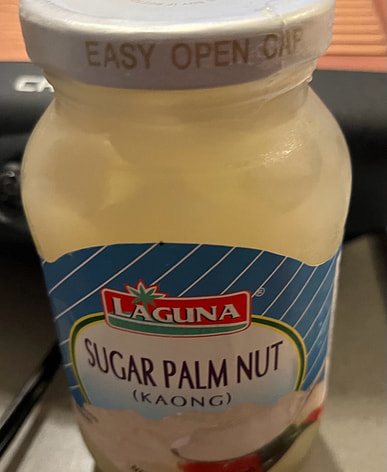 EASY OPEN CAP
LAGUNA®
SUGAR PALM NUT
(KAONG)